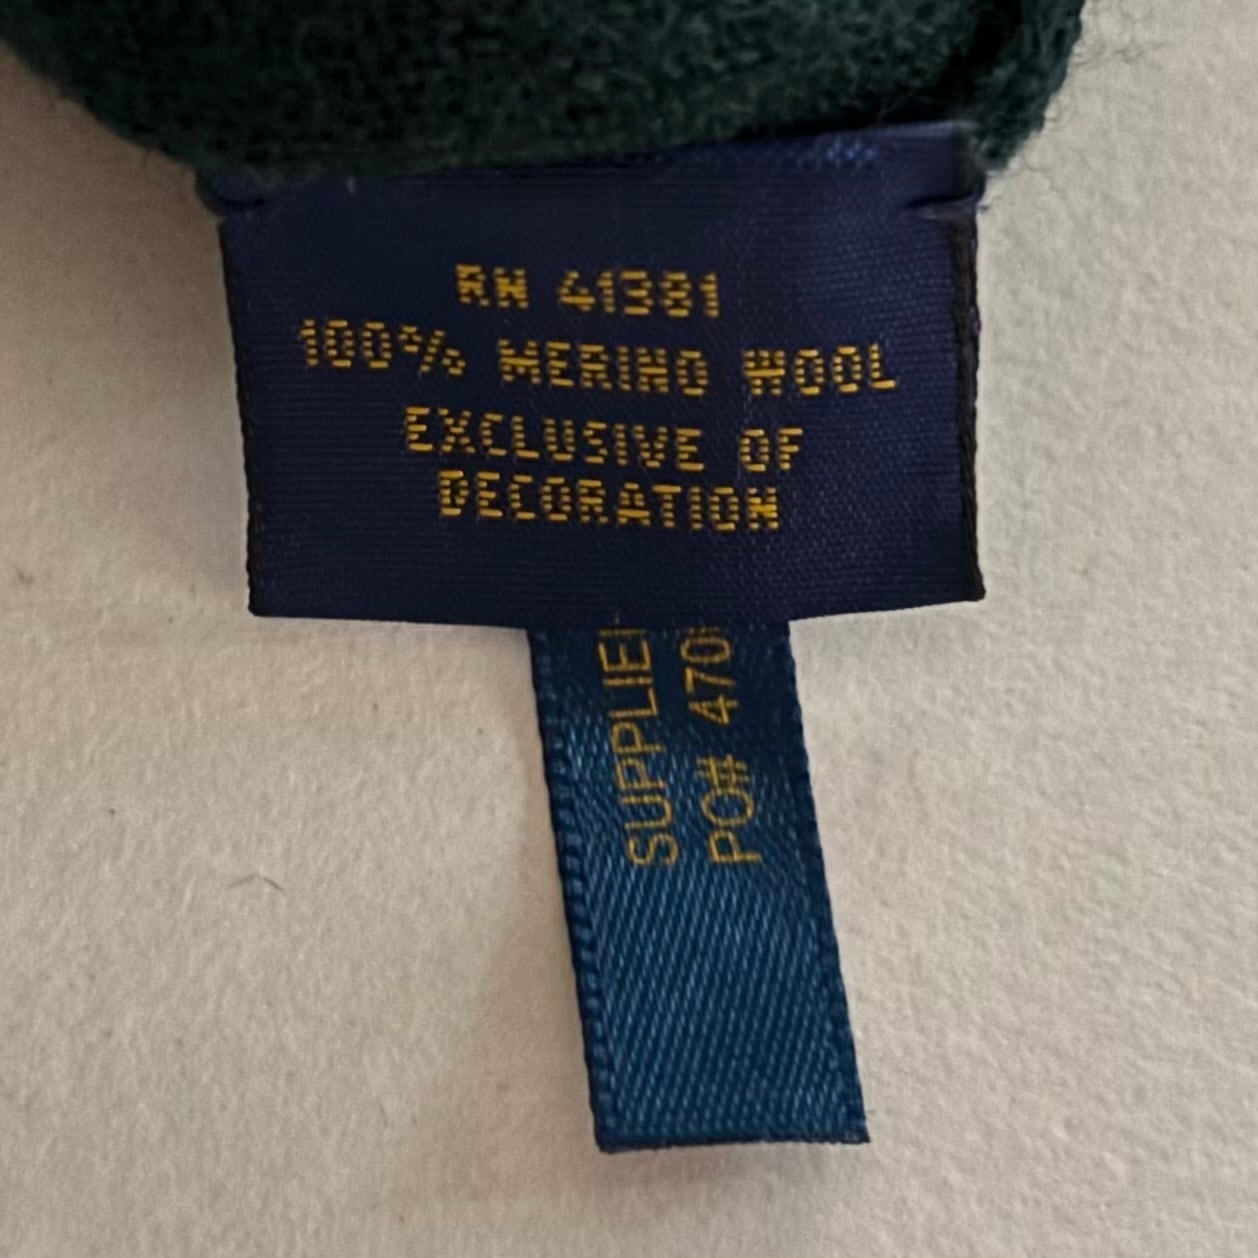 RN 41381
100% MERINO WOOL
EXCLUSIVE OF
DECORATION
SUPPLIE
PO# 470